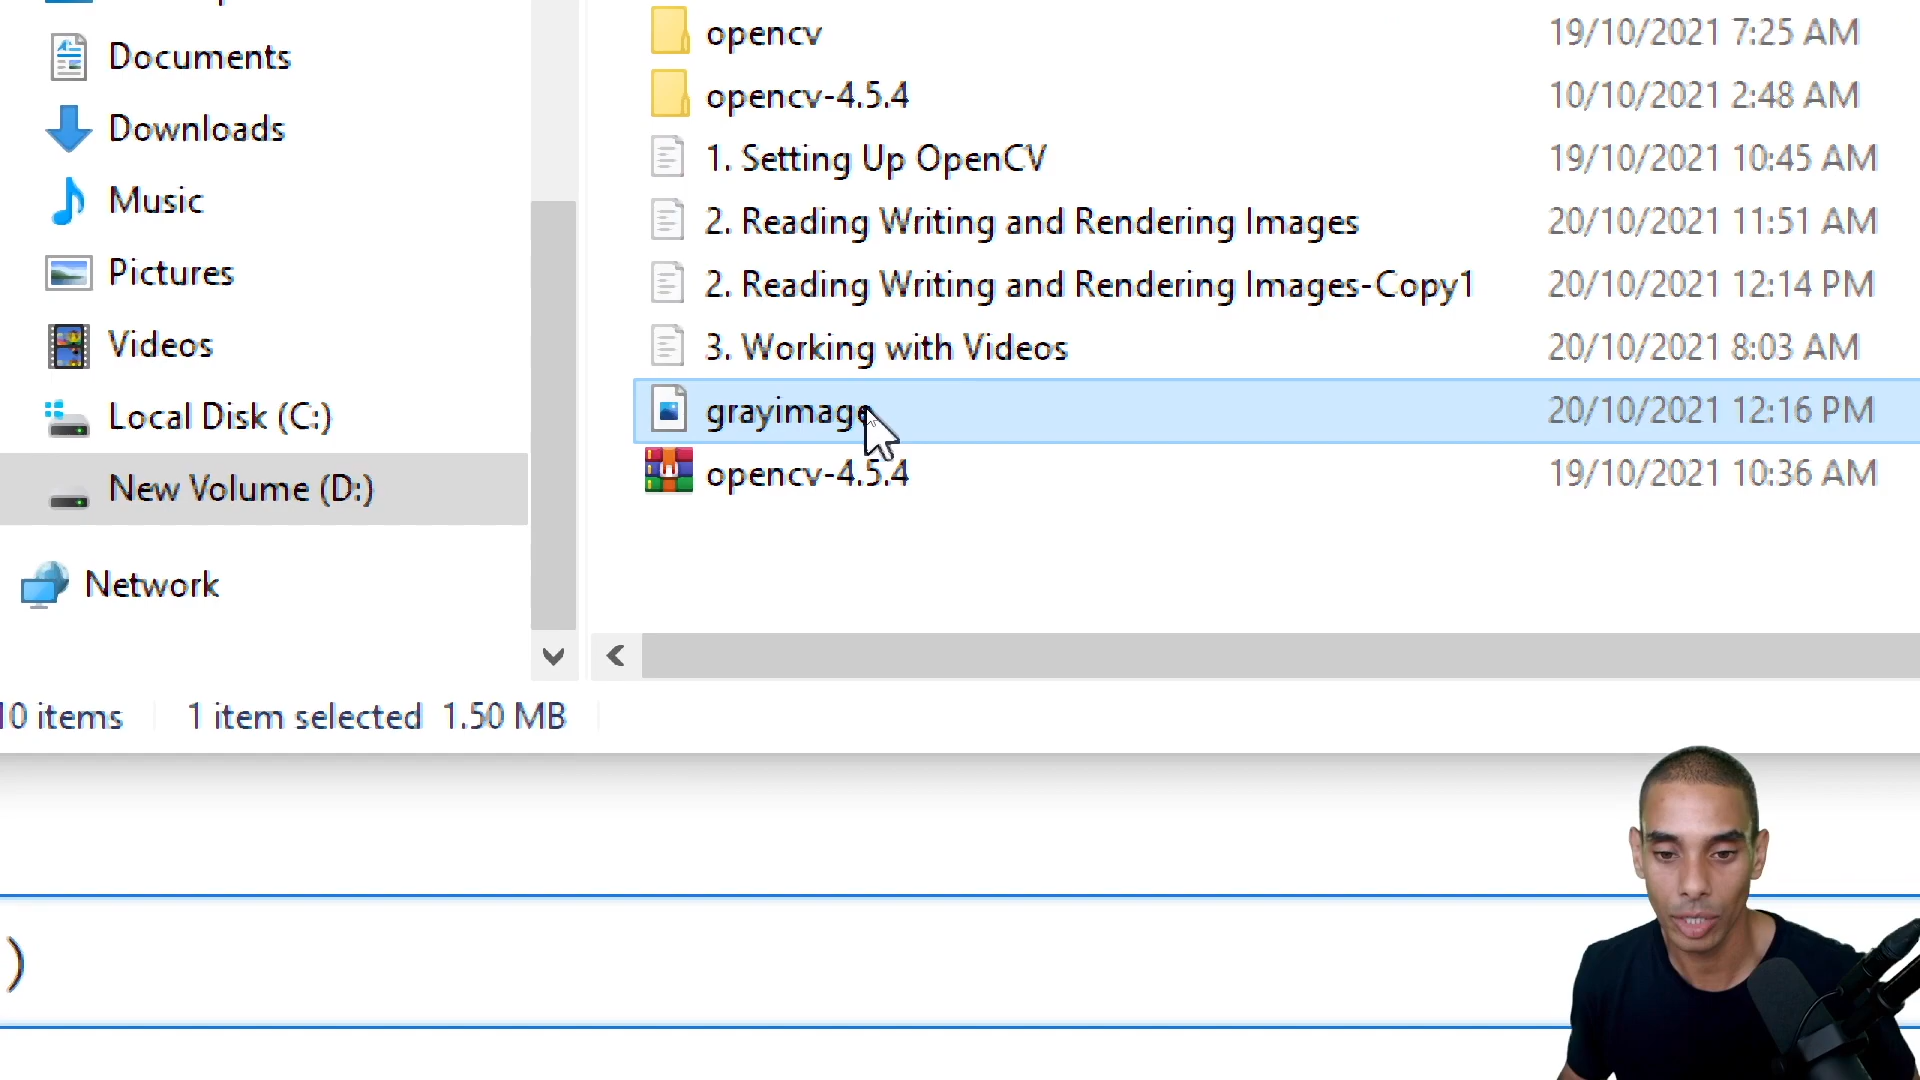 Documents
Downloads
Music
Pictures
Videos
Local Disk (C:)
New Volume (D:)
Network
opencv 19/10/2021 7:25 AM
opencv-4.5.4 10/10/2021 2:48 AM
1. Setting Up OpenCV 19/10/2021 10:45 AM
2. Reading Writing and Rendering Images 20/10/2021 11:51 AM
2. Reading Writing and Rendering Images-Copy1 20/10/2021 12:14 PM
3. Working with Videos 20/10/2021 8:03 AM
grayimage 20/10/2021 12:16 PM
opencv-4.5.4 19/10/2021 10:36 AM
10 items 1 item selected 1.50 MB
)